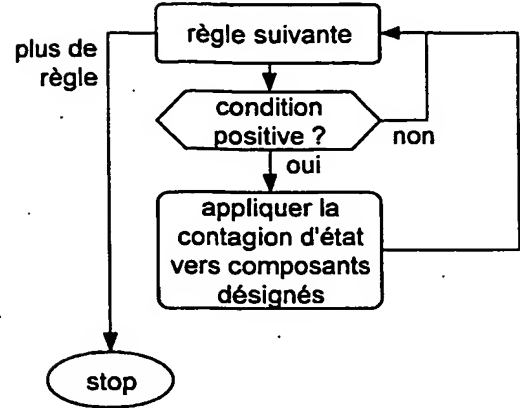 règle suivante
plus de
règle
condition
positive ?
non
oui
appliquer la
contagion d'état
vers composants
désignés
stop